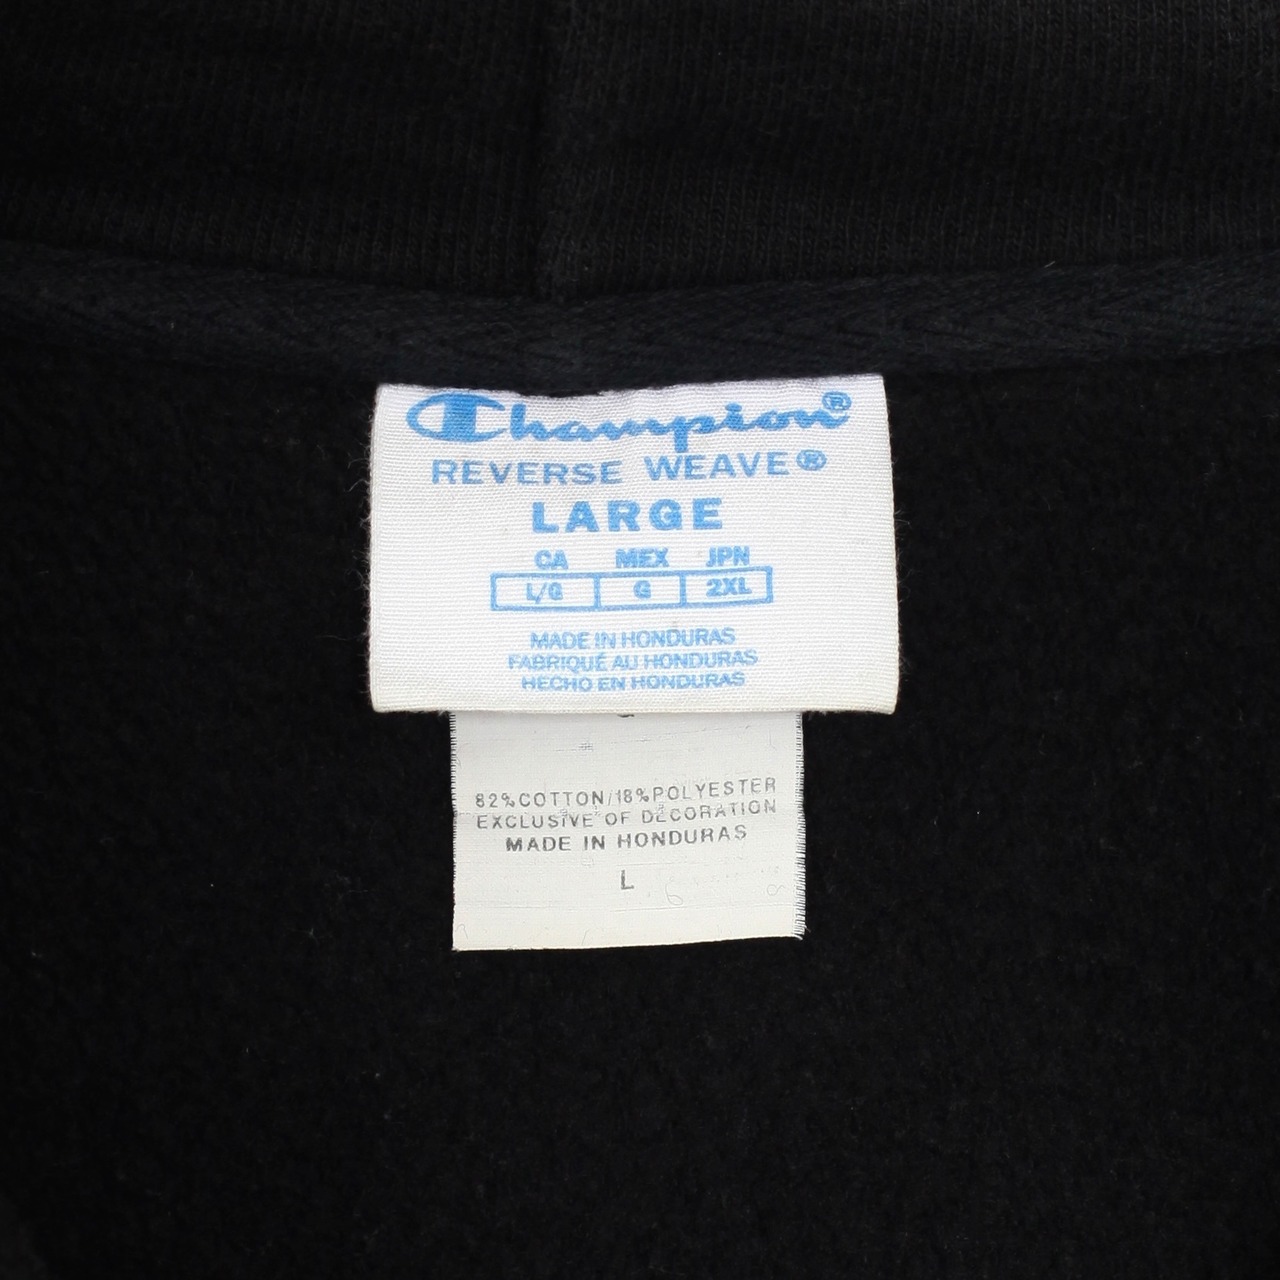 Champion®
REVERSE WEAVE®
LARGE
CA MEX JPN
L/G G 2XL
MADE IN HONDURAS
FABRIQUÉ AU HONDURAS
HECHO EN HONDURAS
82%COTTON/18%POLYESTER
EXCLUSIVE OF DECORATION
MADE IN HONDURAS
L